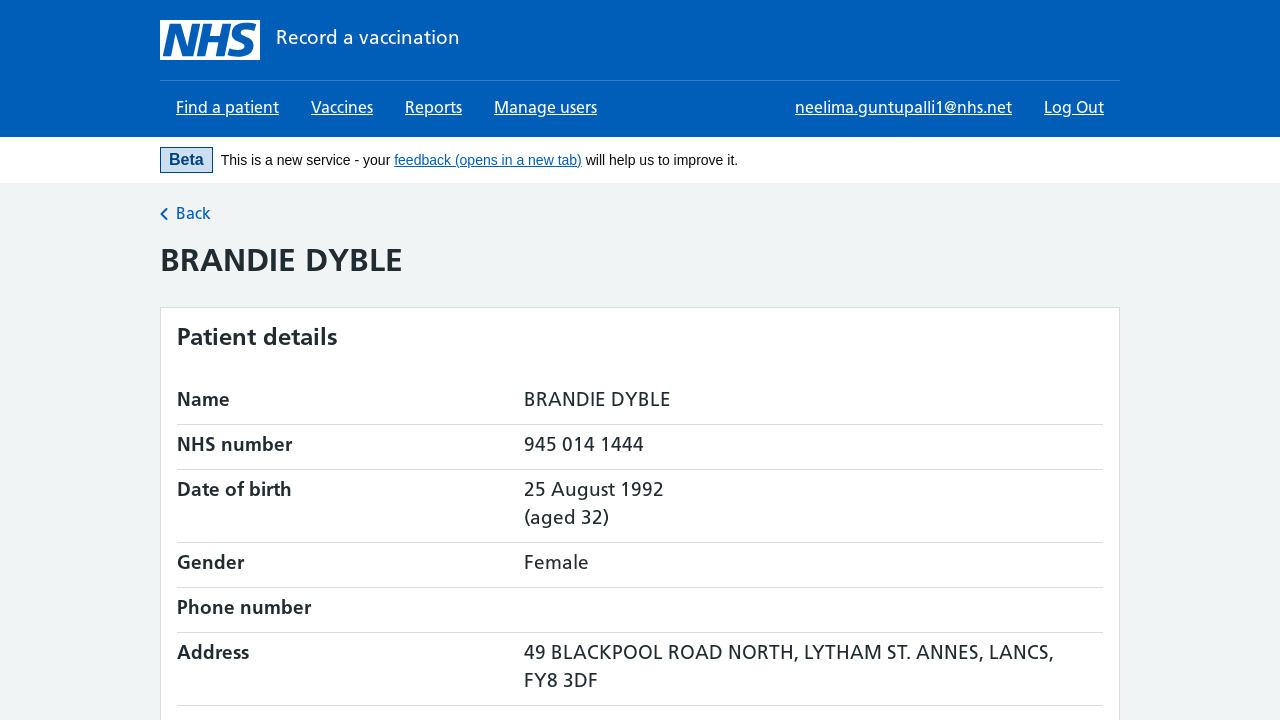 NHS Record a vaccination
Find a patient Vaccines Reports Manage users neelima.guntupalli1@nhs.net Log Out
Beta This is a new service - your feedback (opens in a new tab) will help us to improve it.
Back
BRANDIE DYBLE
Patient details
Name BRANDIE DYBLE
NHS number 945 014 1444
Date of birth 25 August 1992
(aged 32)
Gender Female
Phone number
Address 49 BLACKPOOL ROAD NORTH, LYTHAM ST. ANNES, LANCS,
FY8 3DF